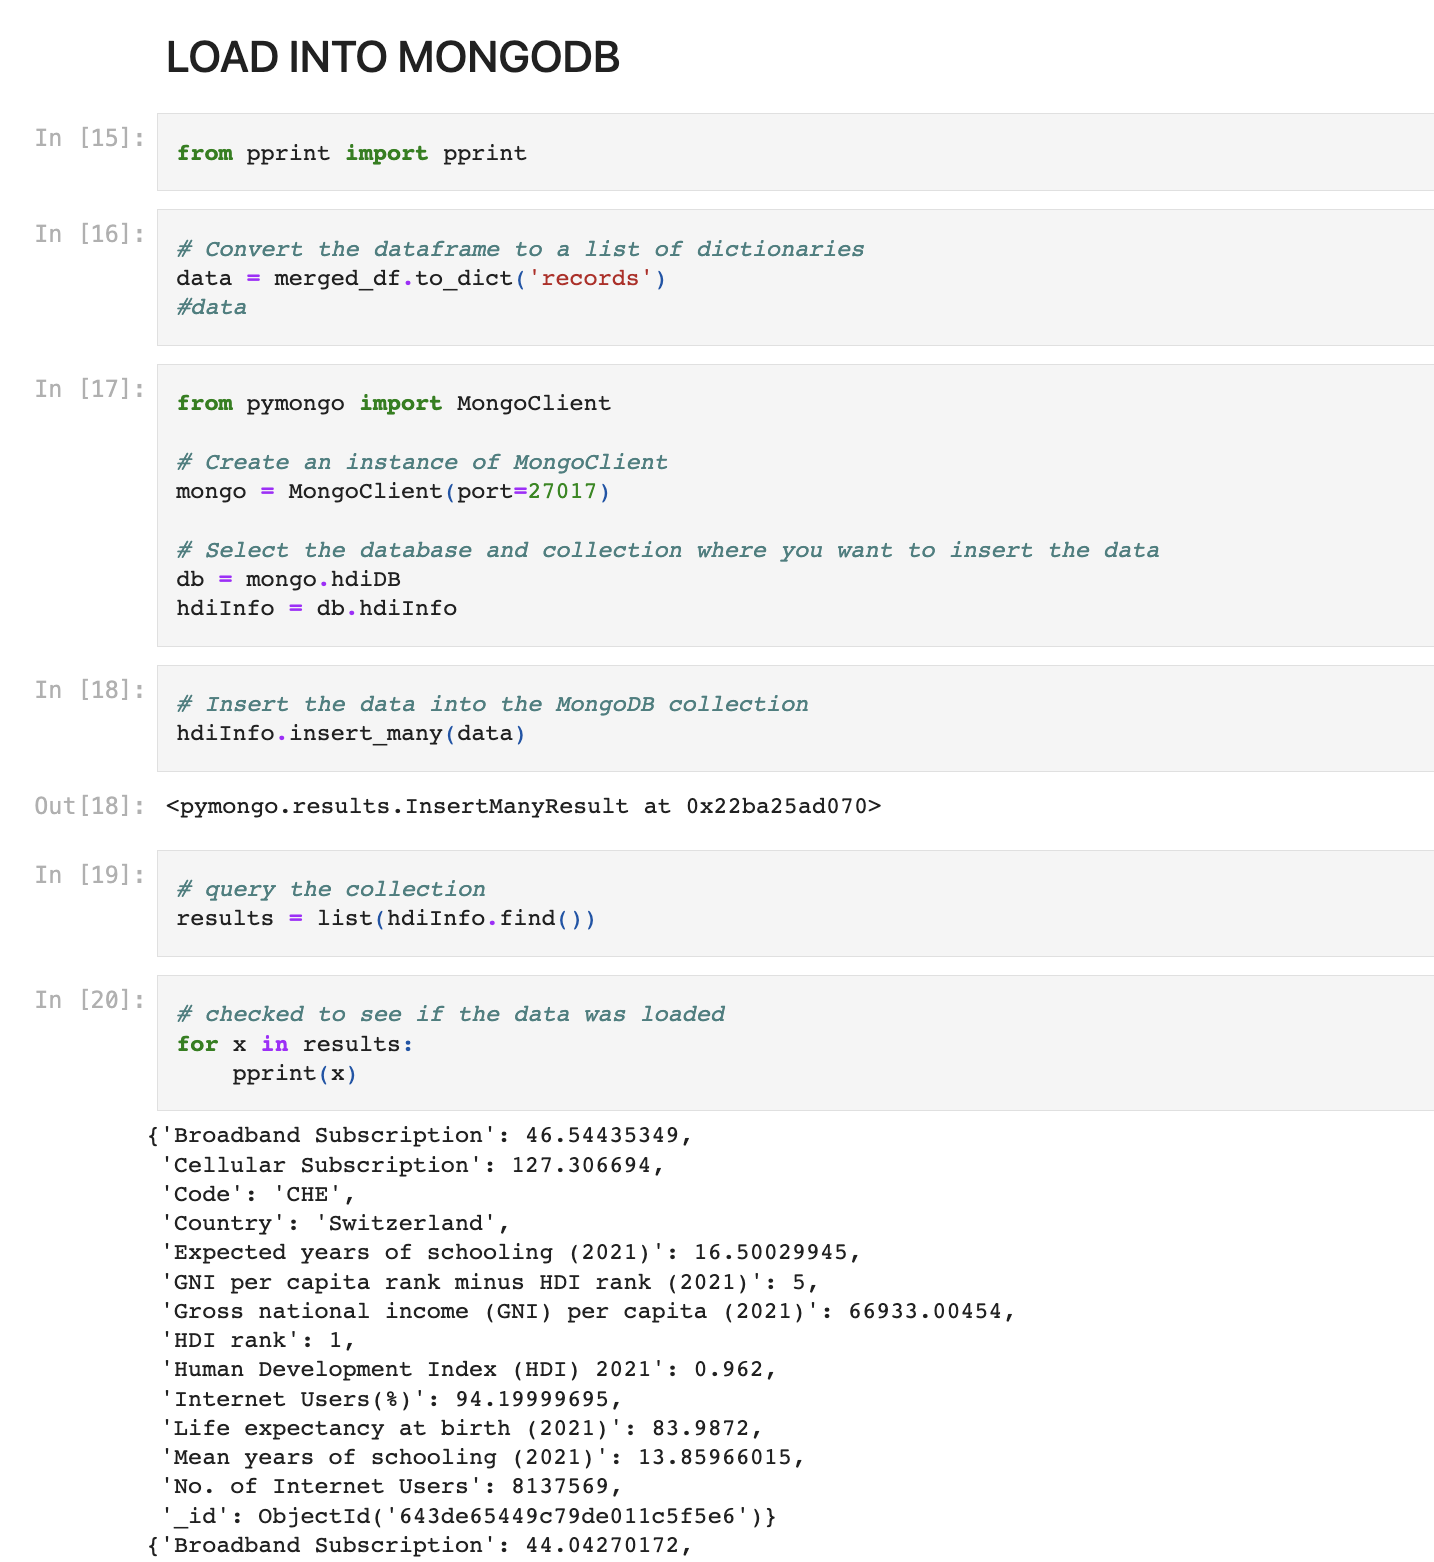 LOAD INTO MONGODB
In [15]:
from pprint import pprint
In [16]:
# Convert the dataframe to a list of dictionaries
data = merged_df.to_dict('records')
#data
In [17]:
from pymongo import MongoClient
# Create an instance of MongoClient
mongo = MongoClient(port=27017)
# Select the database and collection where you want to insert the data
db = mongo.hdiDB
hdiInfo = db.hdiInfo
In [18]:
# Insert the data into the MongoDB collection
hdiInfo.insert_many(data)
Out[18]: <pymongo.results.InsertManyResult at 0x22ba25ad070>
In [19]:
# query the collection
results = list(hdiInfo.find())
In [20]:
# checked to see if the data was loaded
for x in results:
    pprint(x)
{'Broadband Subscription': 46.54435349,
 'Cellular Subscription': 127.306694,
 'Code': 'CHE',
 'Country': 'Switzerland',
 'Expected years of schooling (2021)': 16.50029945,
 'GNI per capita rank minus HDI rank (2021)': 5,
 'Gross national income (GNI) per capita (2021)': 66933.00454,
 'HDI rank': 1,
 'Human Development Index (HDI) 2021': 0.962,
 'Internet Users(%)': 94.19999695,
 'Life expectancy at birth (2021)': 83.9872,
 'Mean years of schooling (2021)': 13.85966015,
 'No. of Internet Users': 8137569,
 '_id': ObjectId('643de65449c79de011c5f5e6')}
{'Broadband Subscription': 44.04270172,